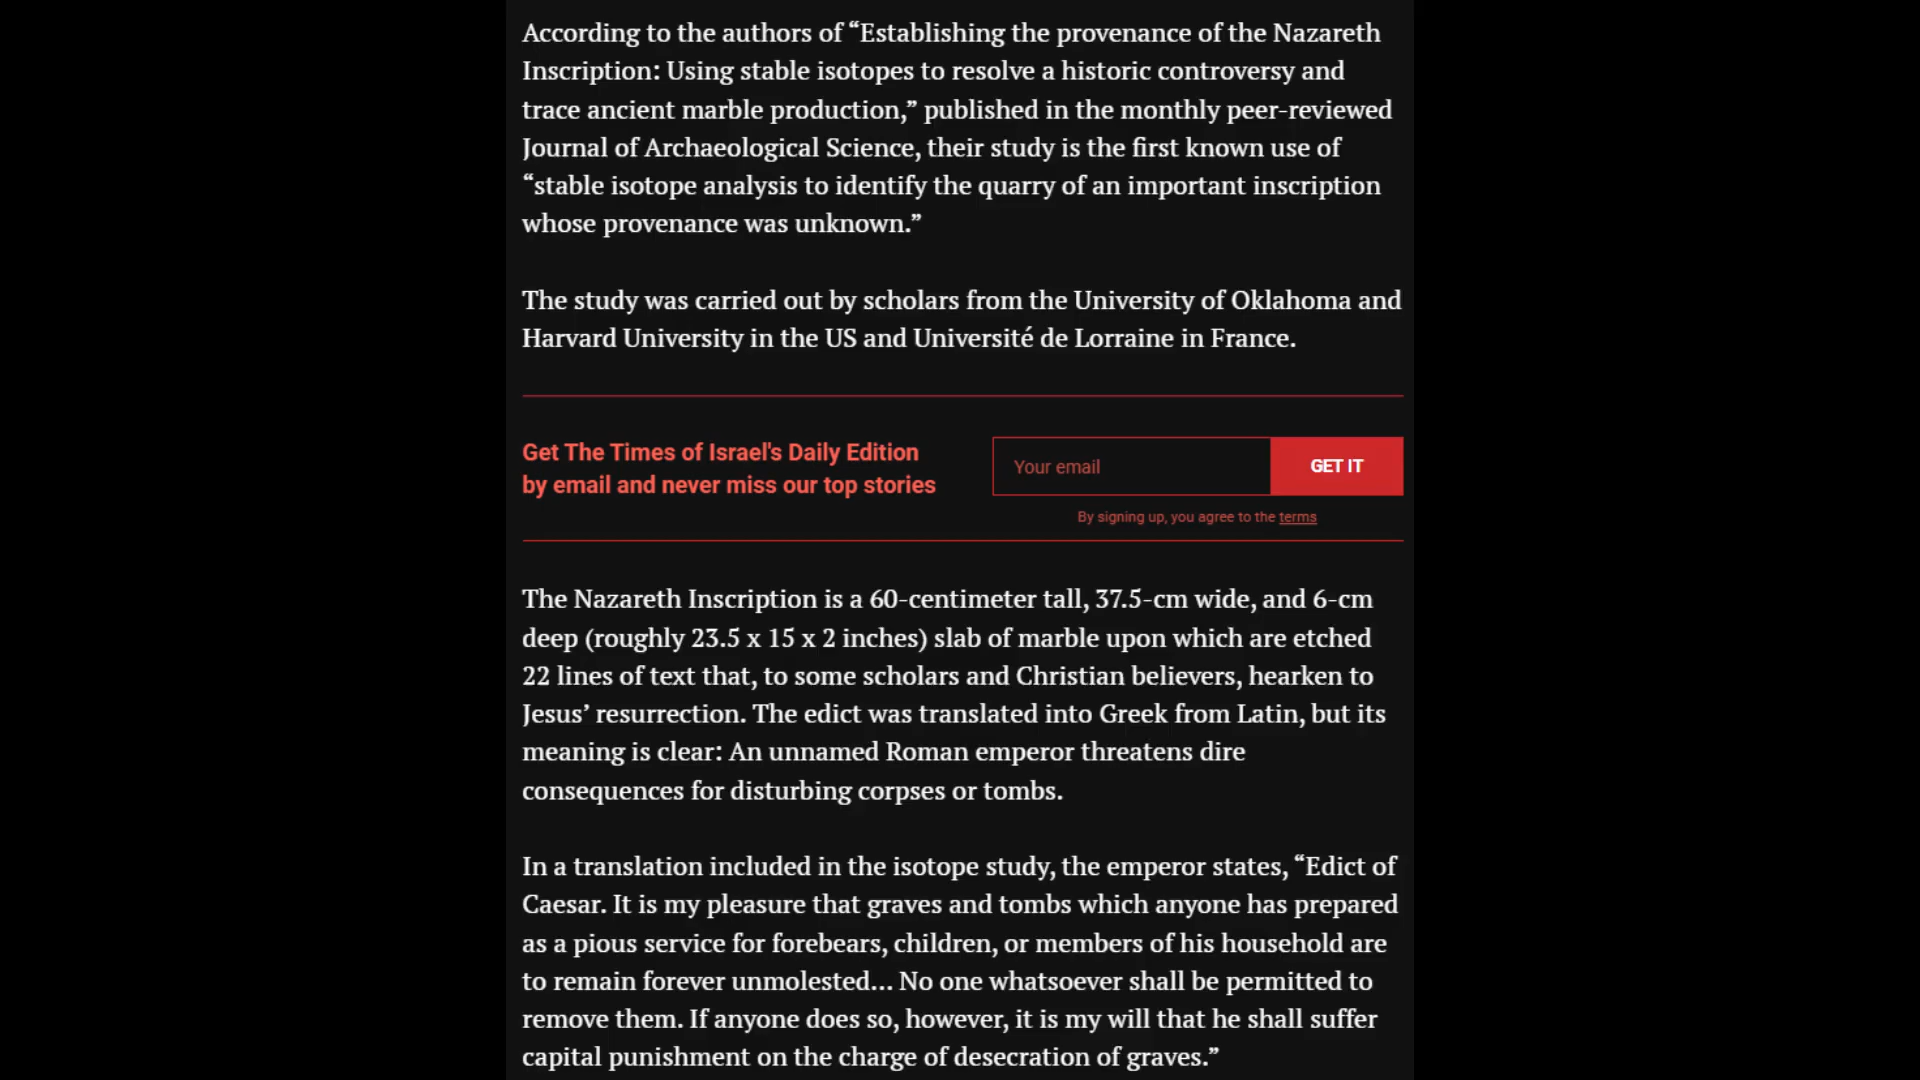 According to the authors of “Establishing the provenance of the Nazareth
Inscription: Using stable isotopes to resolve a historic controversy and
trace ancient marble production,” published in the monthly peer-reviewed
Journal of Archaeological Science, their study is the first known use of
“stable isotope analysis to identify the quarry of an important inscription
whose provenance was unknown.”
The study was carried out by scholars from the University of Oklahoma and
Harvard University in the US and Université de Lorraine in France.
Get The Times of Israel's Daily Edition
by email and never miss our top stories
Your email
GET IT
By signing up, you agree to the terms
The Nazareth Inscription is a 60-centimeter tall, 37.5-cm wide, and 6-cm
deep (roughly 23.5 x 15 x 2 inches) slab of marble upon which are etched
22 lines of text that, to some scholars and Christian believers, hearken to
Jesus’ resurrection. The edict was translated into Greek from Latin, but its
meaning is clear: An unnamed Roman emperor threatens dire
consequences for disturbing corpses or tombs.
In a translation included in the isotope study, the emperor states, “Edict of
Caesar. It is my pleasure that graves and tombs which anyone has prepared
as a pious service for forebears, children, or members of his household are
to remain forever unmolested… No one whatsoever shall be permitted to
remove them. If anyone does so, however, it is my will that he shall suffer
capital punishment on the charge of desecration of graves.”